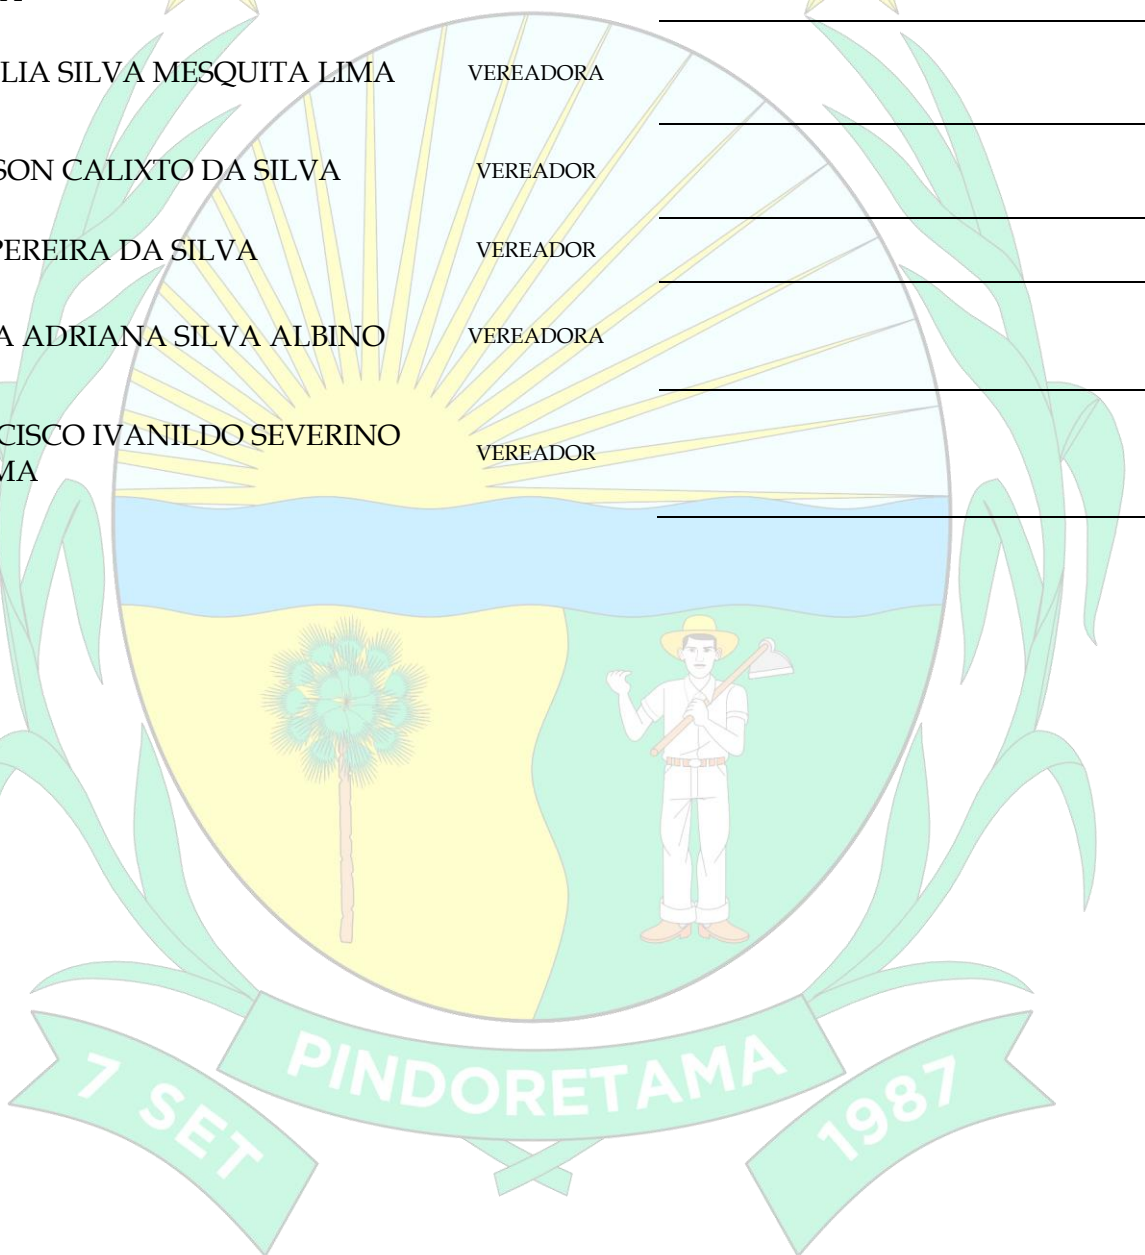 LIA SILVA MESQUITA LIMA VEREADORA
SON CALIXTO DA SILVA VEREADOR
PEREIRA DA SILVA VEREADOR
A ADRIANA SILVA ALBINO VEREADORA
CISCO IVANILDO SEVERINO
MA VEREADOR
7 SET PINDORETAMA 1987